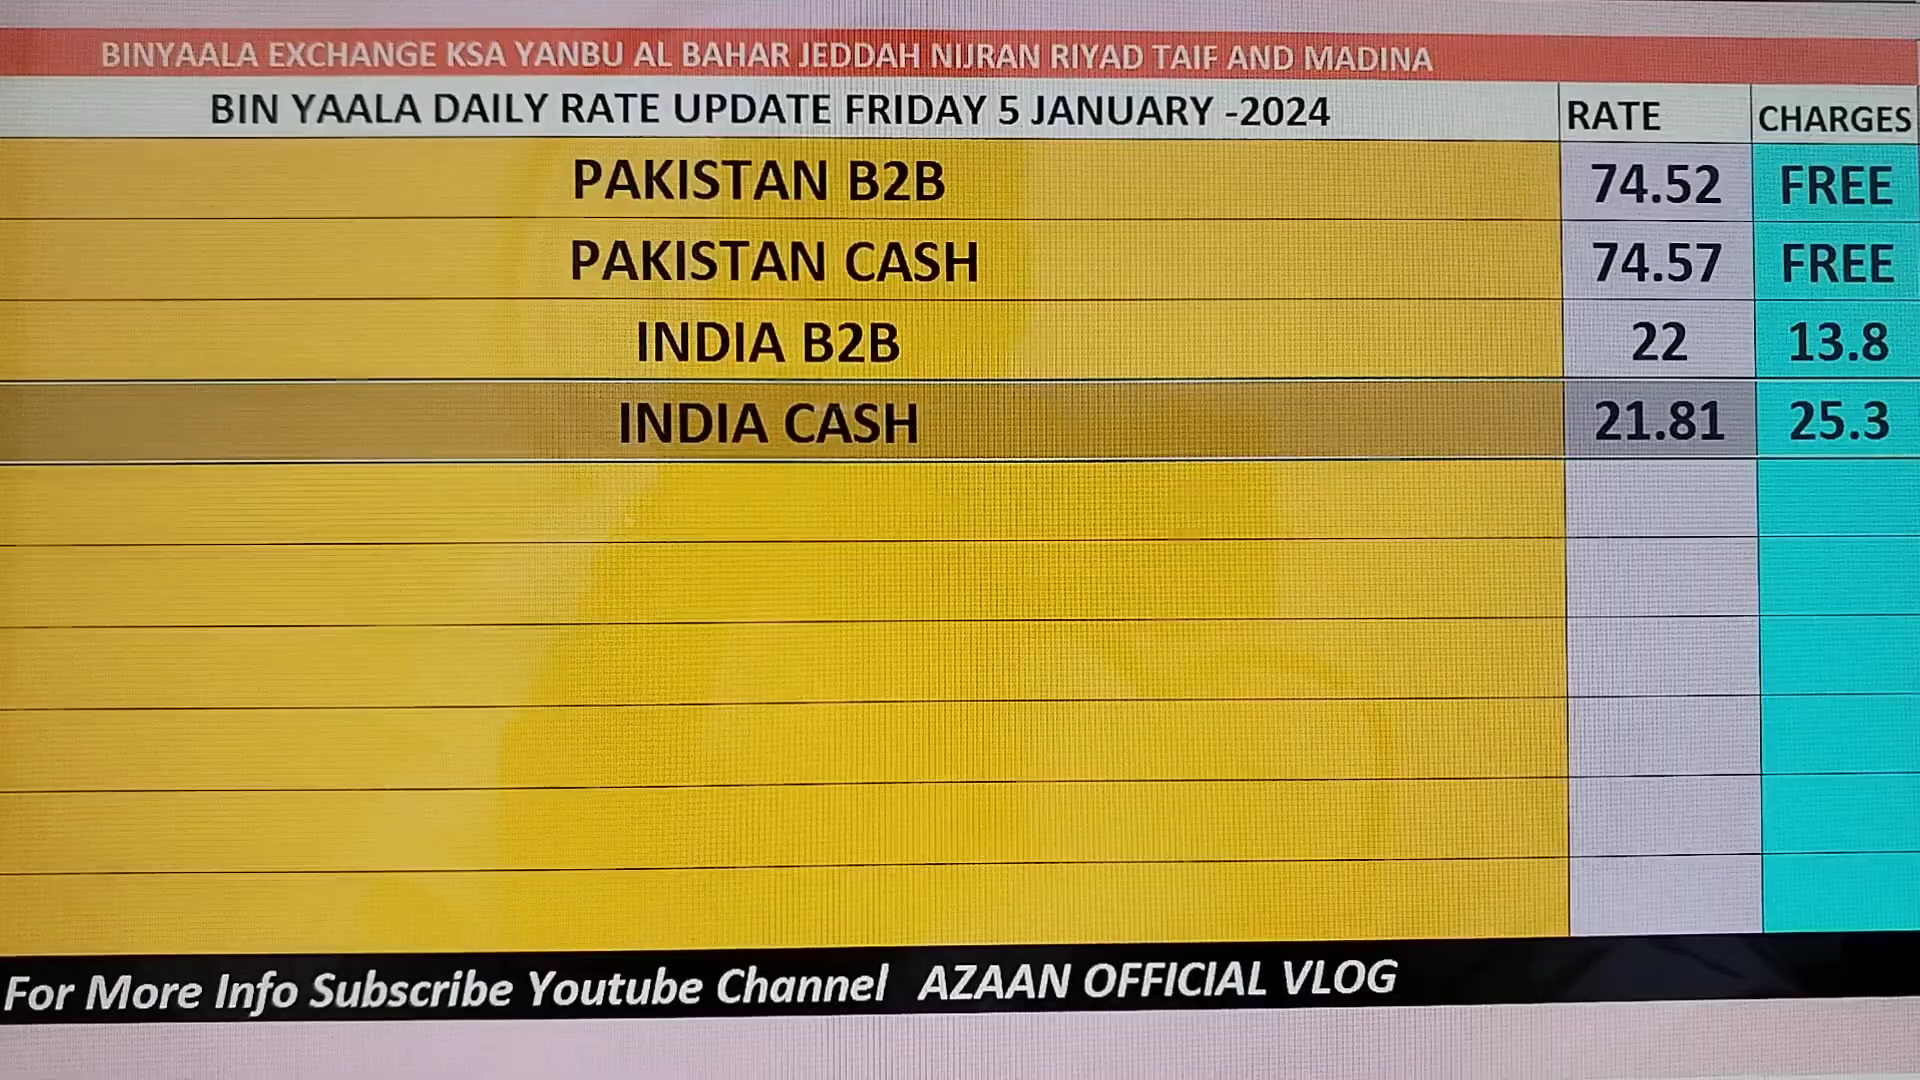 BINYAALA EXCHANGE KSA YANBU AL BAHAR JEDDAH NIJRAN RIYAD TAIF AND MADINA
BIN YAALA DAILY RATE UPDATE FRIDAY 5 JANUARY -2024 RATE CHARGES
PAKISTAN B2B 74.52 FREE
PAKISTAN CASH 74.57 FREE
INDIA B2B 22 13.8
INDIA CASH 21.81 25.3
For More Info Subscribe Youtube Channel AZAAN OFFICIAL VLOG